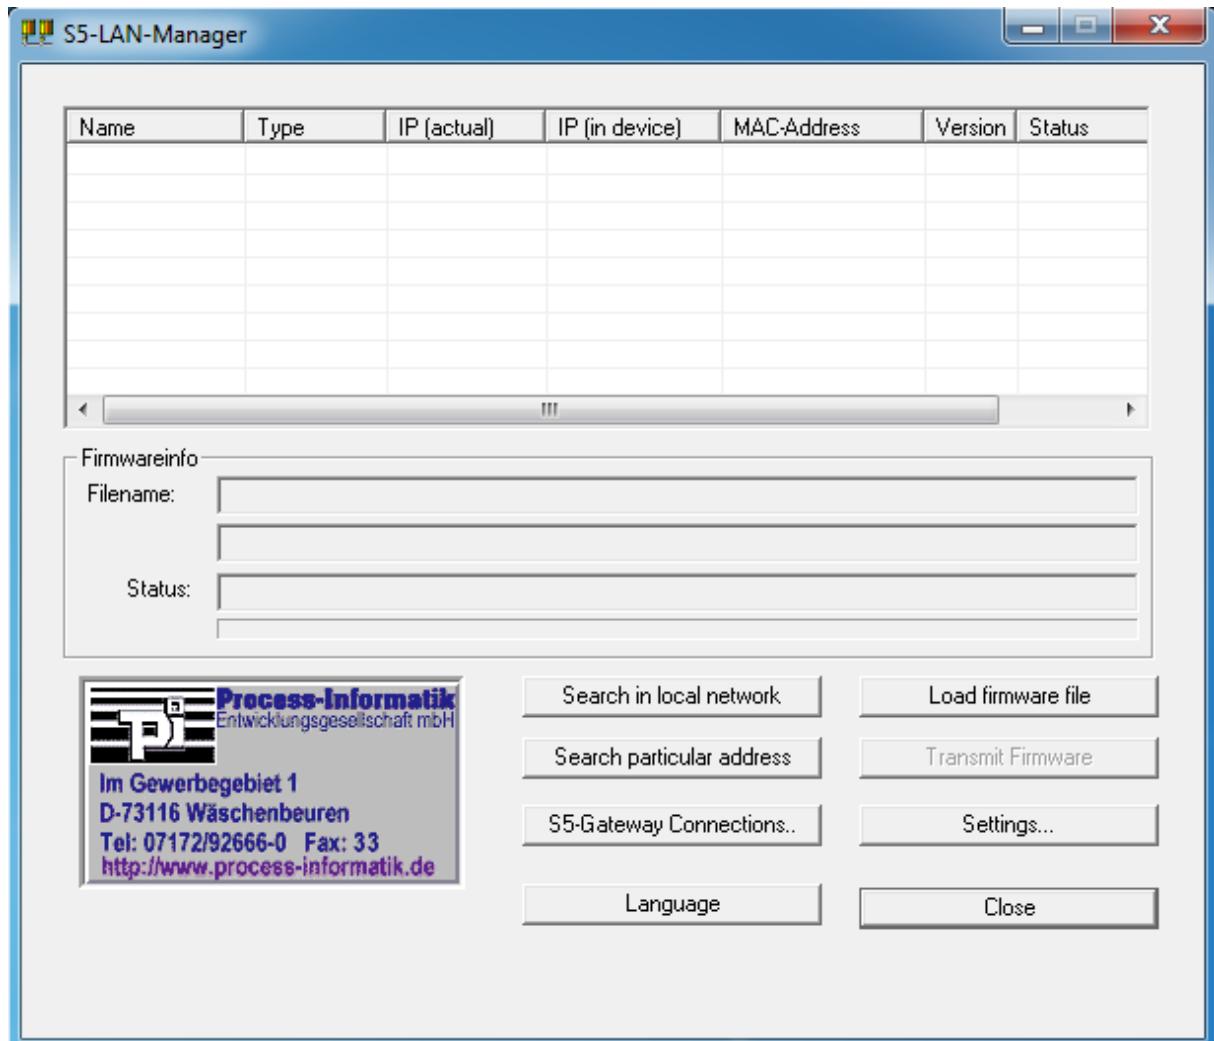 S5-LAN-Manager
Name Type IP (actual) IP (in device) MAC-Address Version Status
Firmwareinfo
Filename:
Status:
pi
Process-Informatik
Entwicklungsgesellschaft mbH
Im Gewerbegebiet 1
D-73116 Wäschenbeuren
Tel: 07172/92666-0 Fax: 33
http://www.process-informatik.de
Search in local network Load firmware file
Search particular address Transmit Firmware
S5-Gateway Connections.. Settings...
Language Close